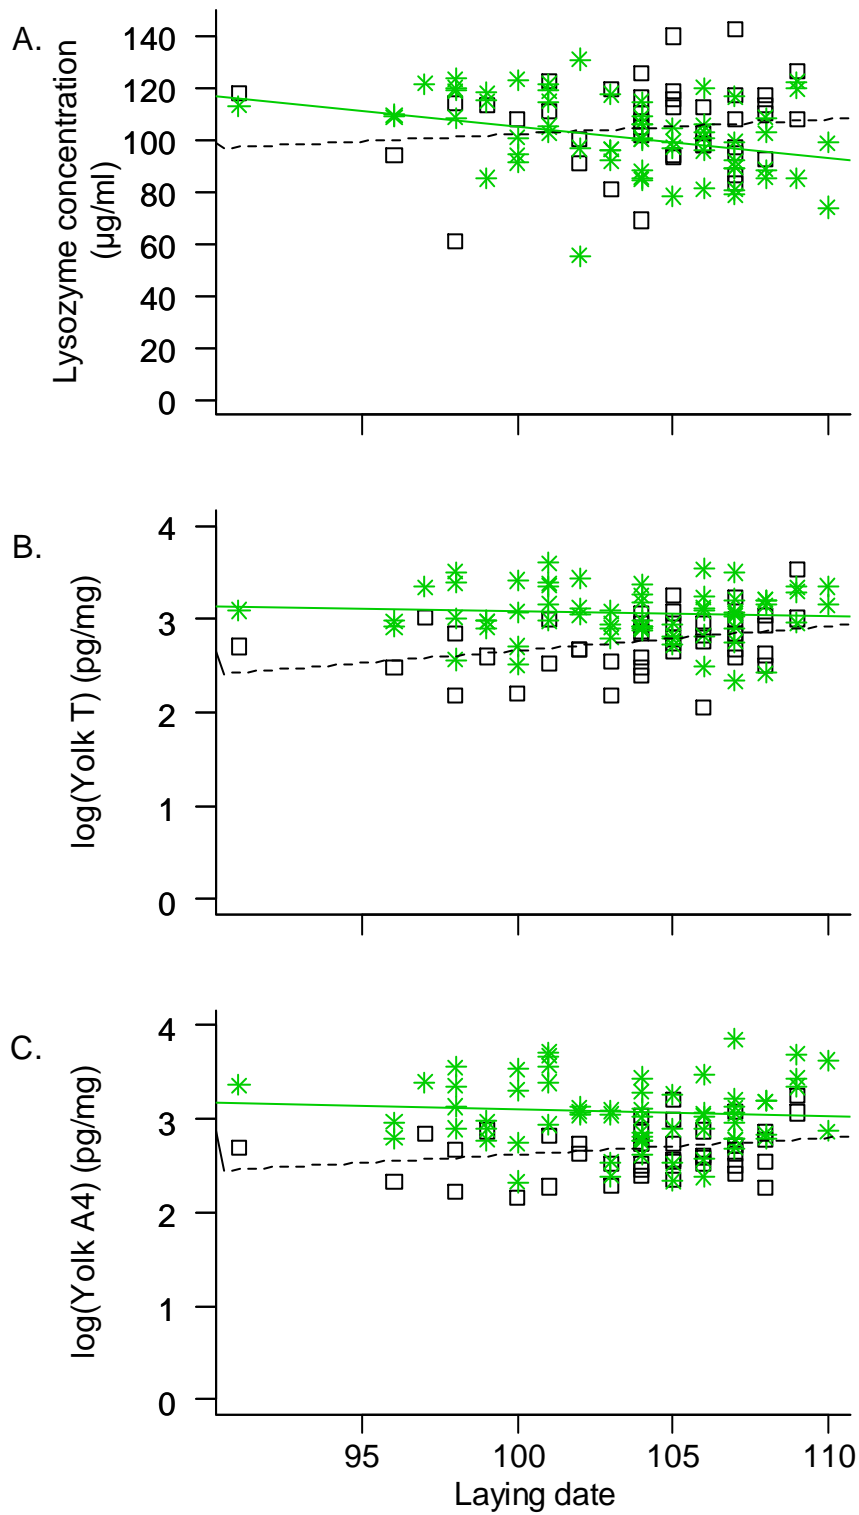 A.
Lysozyme concentration
(µg/ml)
140
120
100
80
60
40
20
0
B.
log(Yolk T) (pg/mg)
4
3
2
1
0
C.
log(Yolk A4) (pg/mg)
4
3
2
1
0
95 100 105 110
Laying date